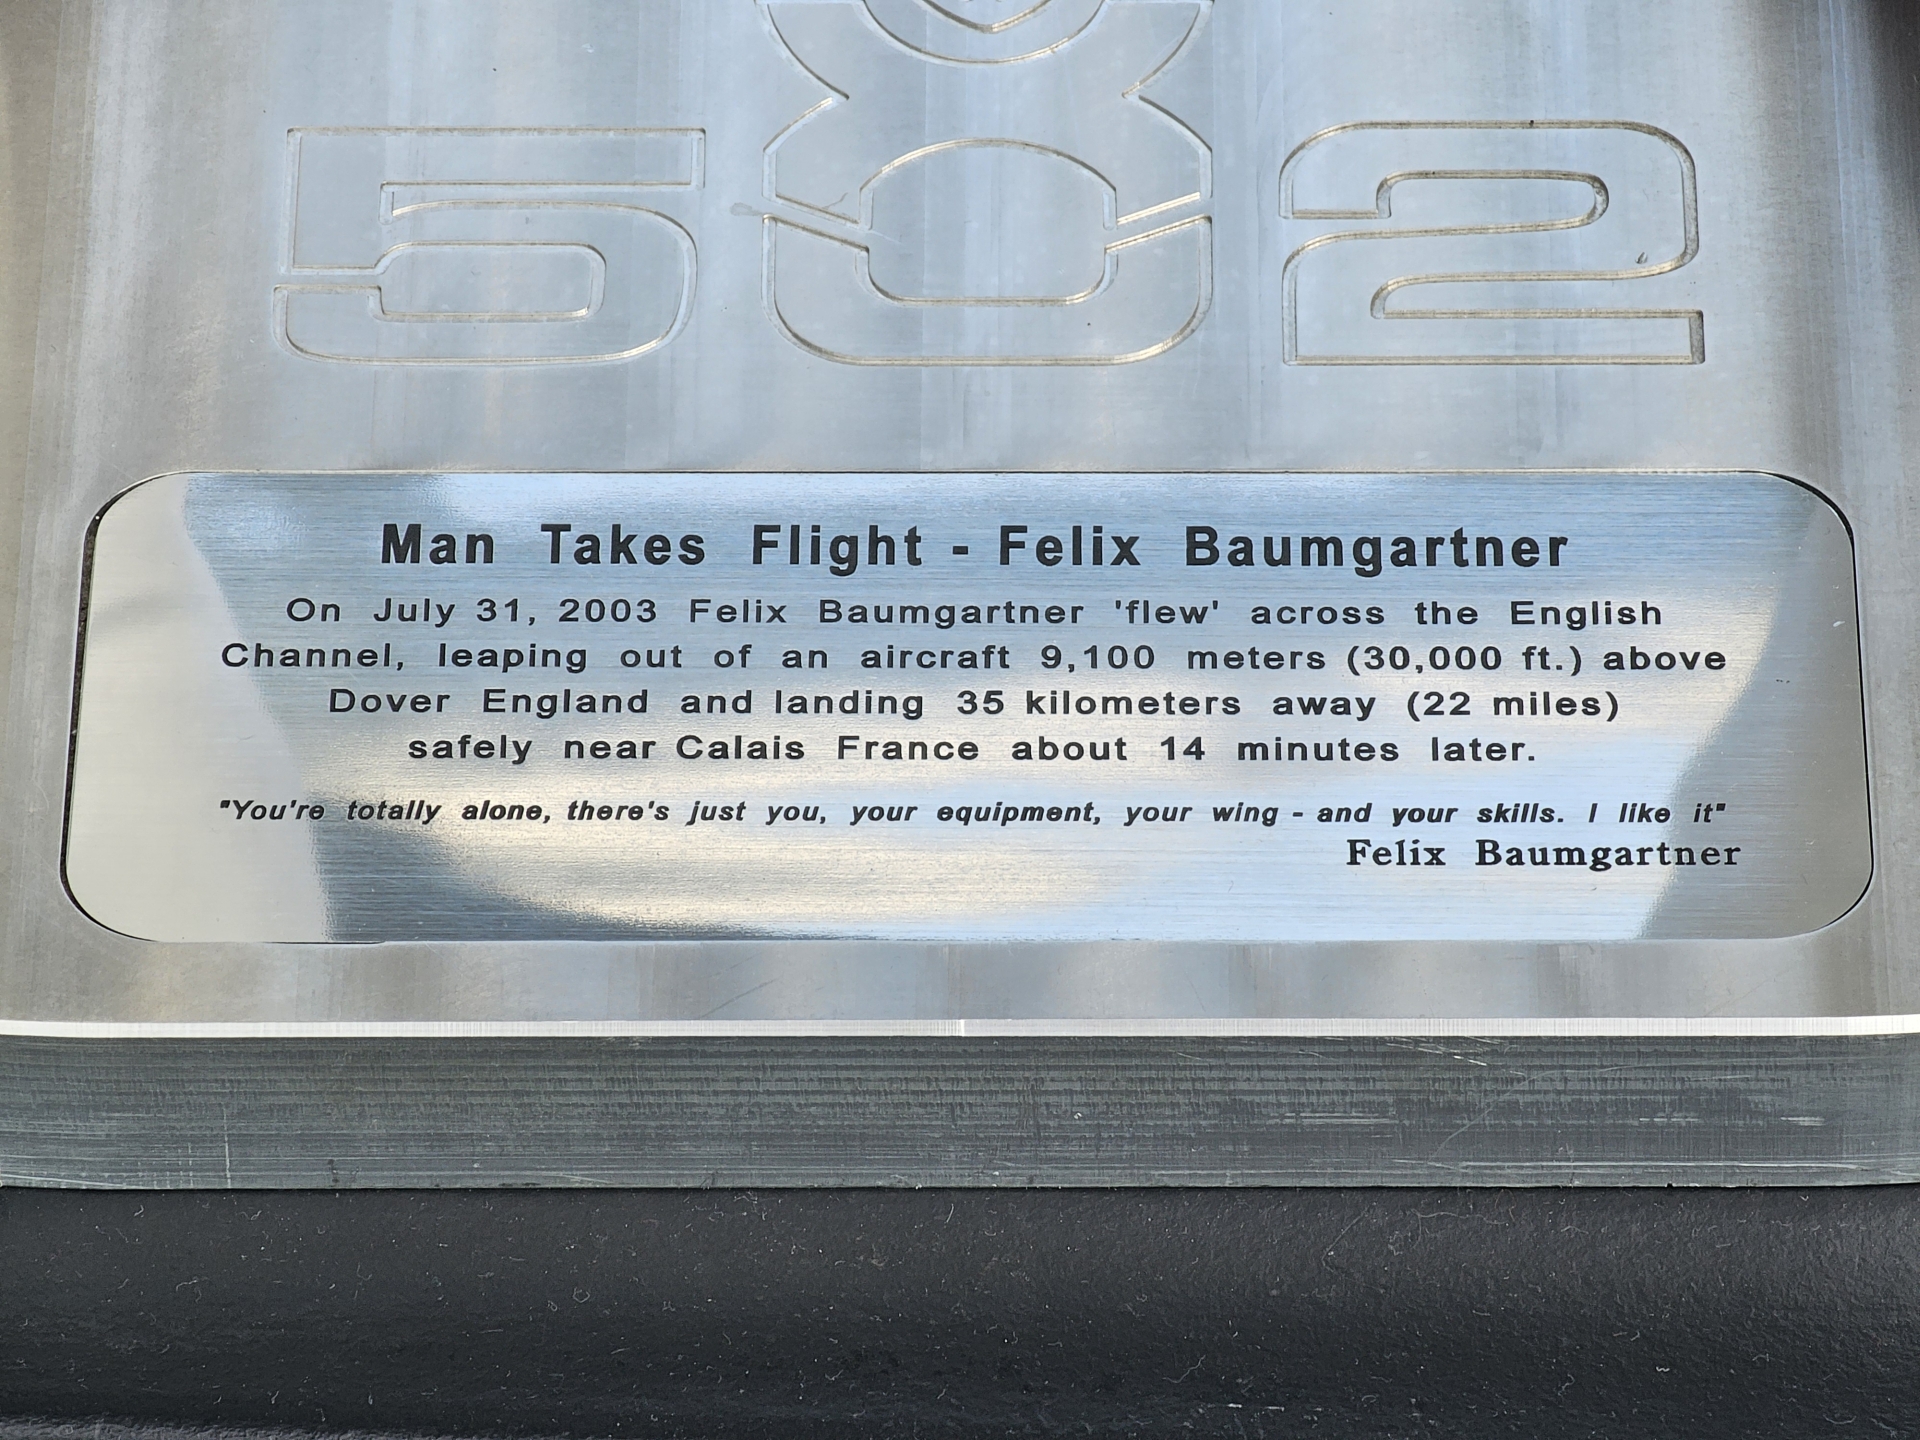 502
Man Takes Flight - Felix Baumgartner
On July 31, 2003 Felix Baumgartner 'flew' across the English
Channel, leaping out of an aircraft 9,100 meters (30,000 ft.) above
Dover England and landing 35 kilometers away (22 miles)
safely near Calais France about 14 minutes later.
"You're totally alone, there's just you, your equipment, your wing - and your skills. I like it"
Felix Baumgartner